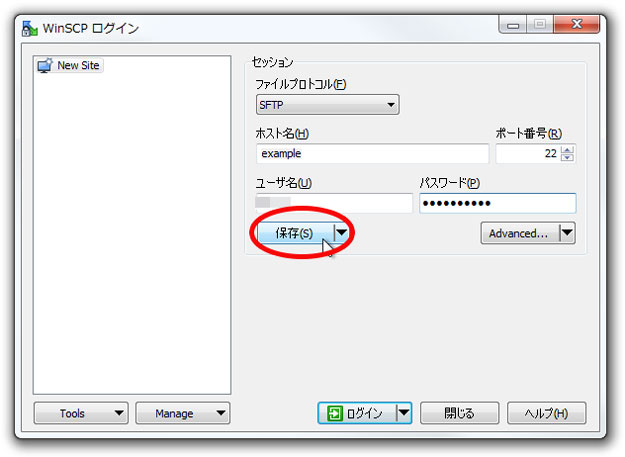 WinSCP ログイン
New Site
セッション
ファイルプロトコル(F)
SFTP
ホスト名(H)
ポート番号(R)
example
22
ユーザ名(U)
パスワード(P)
●●●●●●●●●●
保存(S)
Advanced...
Tools
Manage
ログイン
閉じる
ヘルプ(H)